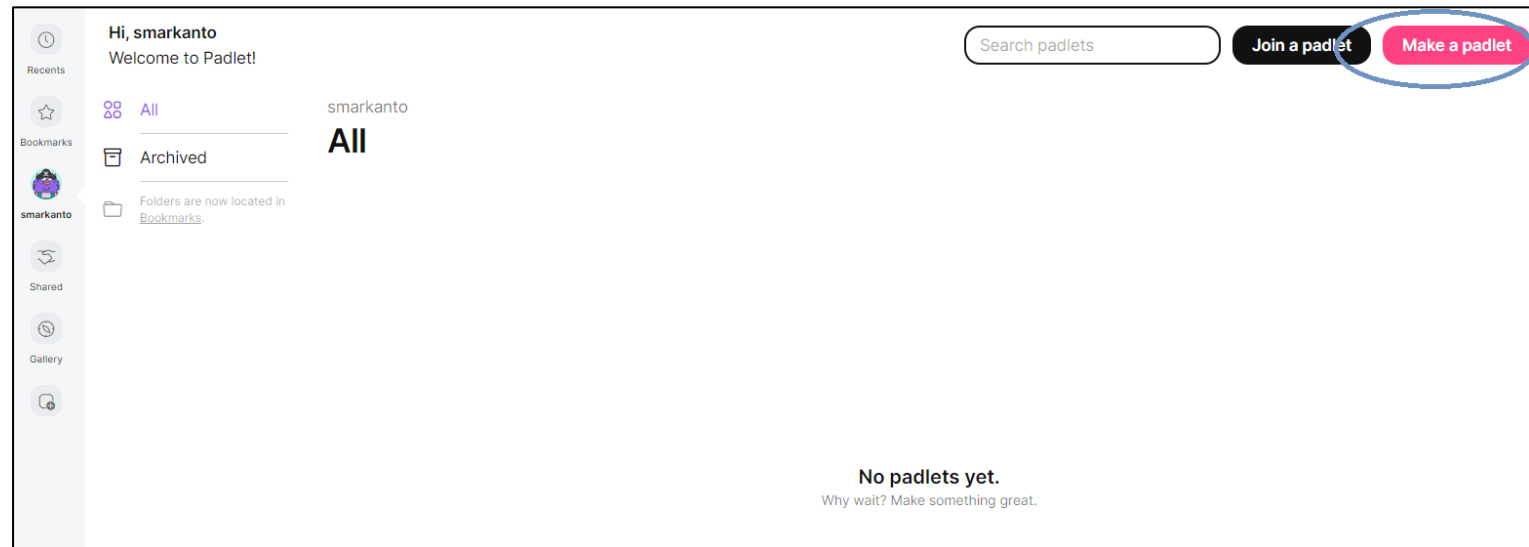 Recents
Bookmarks
smarkanto
Shared
Gallery
Hi, smarkanto
Welcome to Padlet!
Search padlets
Join a padlet
Make a padlet
All
Archived
Folders are now located in
Bookmarks.
smarkanto
All
No padlets yet.
Why wait? Make something great.